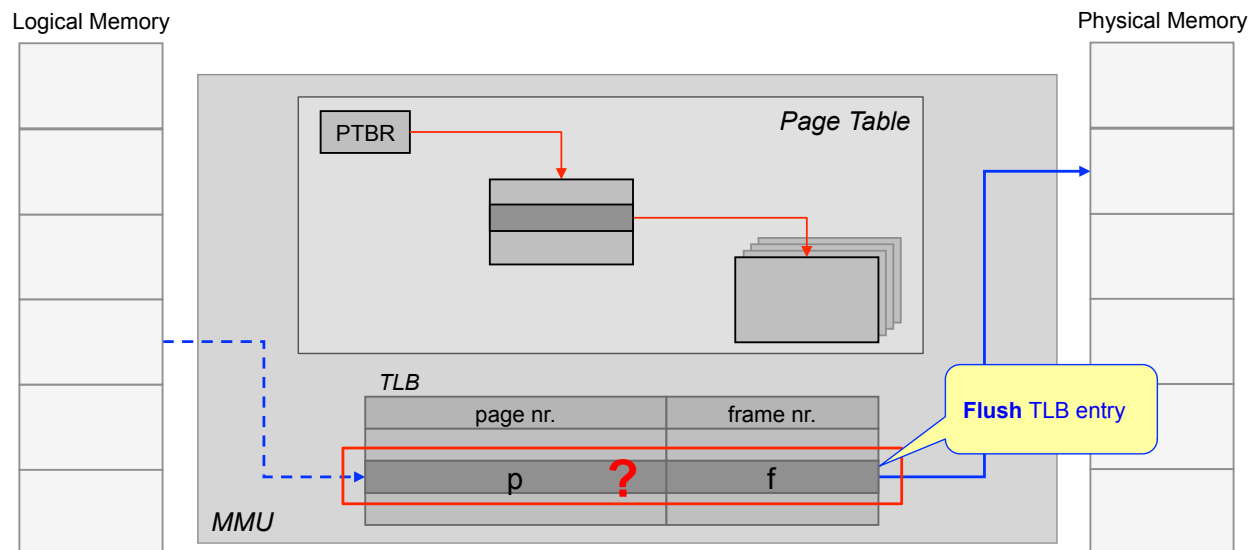 Logical Memory
Physical Memory
PTBR
Page Table
TLB
page nr.
frame nr.
Flush TLB entry
p
?
f
MMU